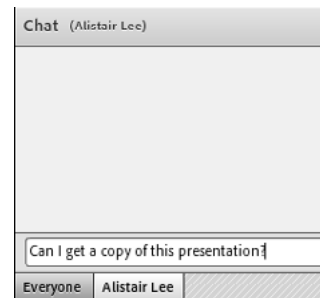 Chat (Alistair Lee)
Can I get a copy of this presentation?
Everyone Alistair Lee